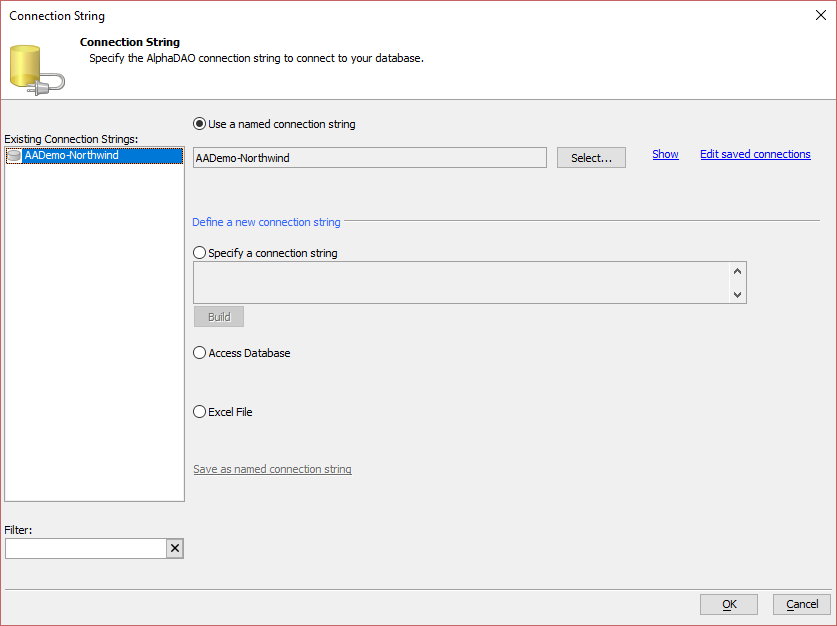 Connection String
Connection String
Specify the AlphaDAO connection string to connect to your database.
Use a named connection string
Existing Connection Strings:
AADemo-Northwind
AADemo-Northwind
Select...
Show
Edit saved connections
Define a new connection string
Specify a connection string
Build
Access Database
Excel File
Save as named connection string
Filter:
OK
Cancel